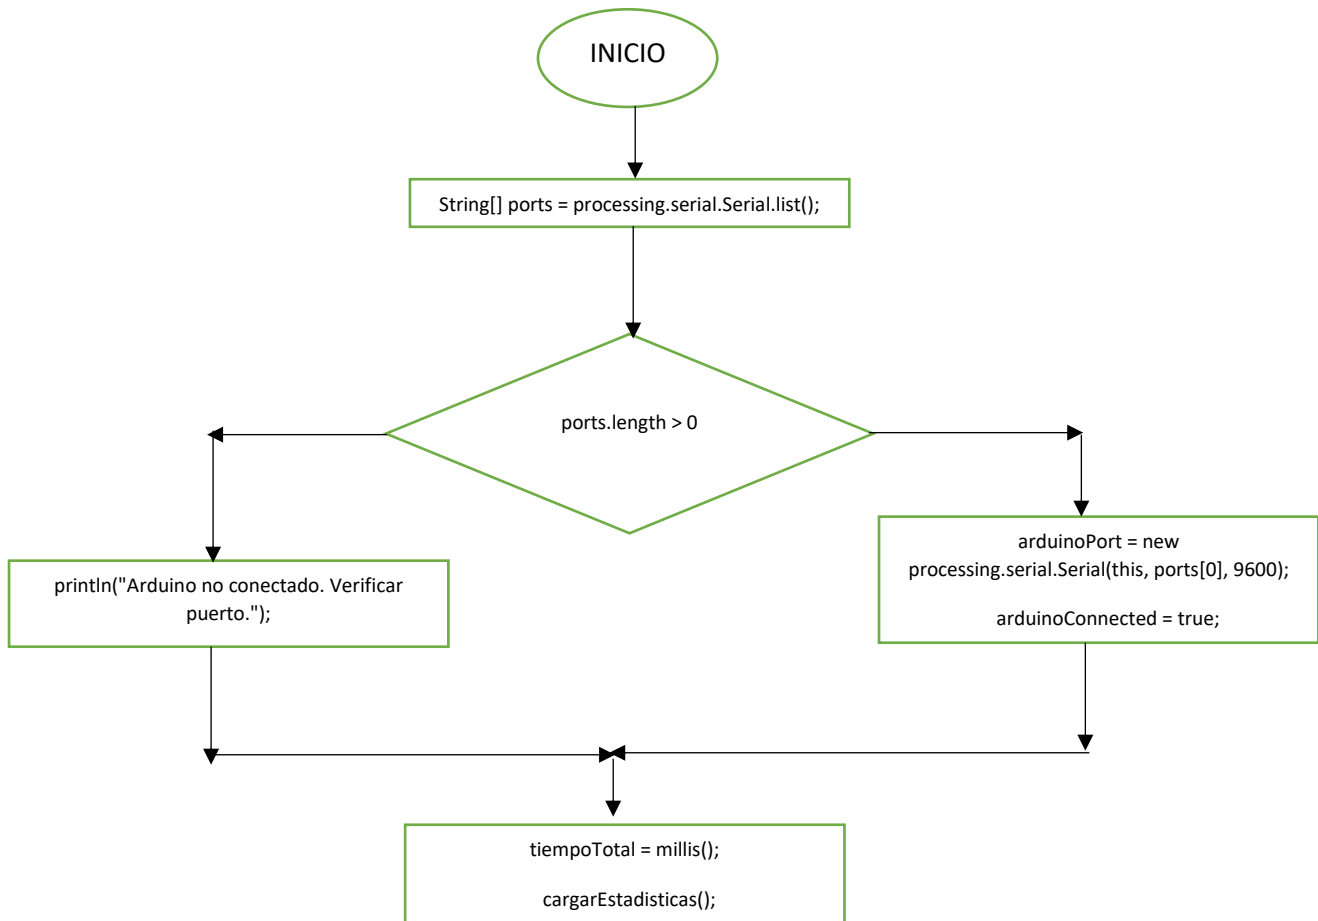 INICIO
String[] ports = processing.serial.Serial.list();
ports.length > 0
println("Arduino no conectado. Verificar
puerto.");
arduinoPort = new
processing.serial.Serial(this, ports[0], 9600);
arduinoConnected = true;
tiempoTotal = millis();
cargarEstadisticas();